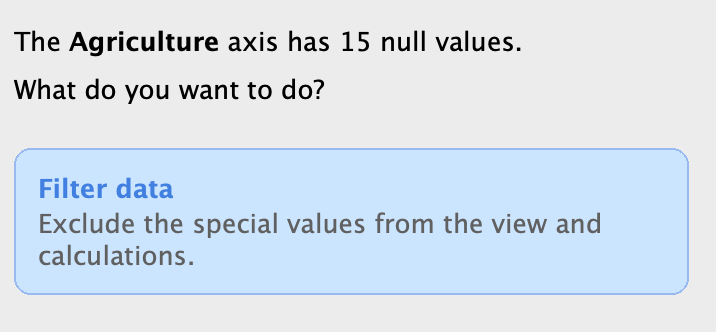 The Agriculture axis has 15 null values.
What do you want to do?
Filter data
Exclude the special values from the view and
calculations.